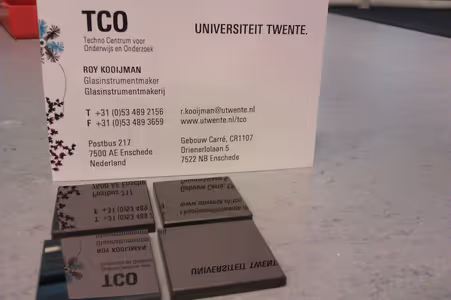 TCO
Techno Centrum voor
Onderwijs en Onderzoek
UNIVERSITEIT TWENTE.
ROY KOOIJMAN
Glasinstrumentmaker
Glasinstrumentmakerij
T +31 (0)53 489 2156
F +31 (0)53 489 3659
r.kooijman@utwente.nl
www.utwente.nl/tco
Postbus 217
7500 AE Enschede
Nederland
Gebouw Carré, CR1107
Drienerlolaan 5
7522 NB Enschede